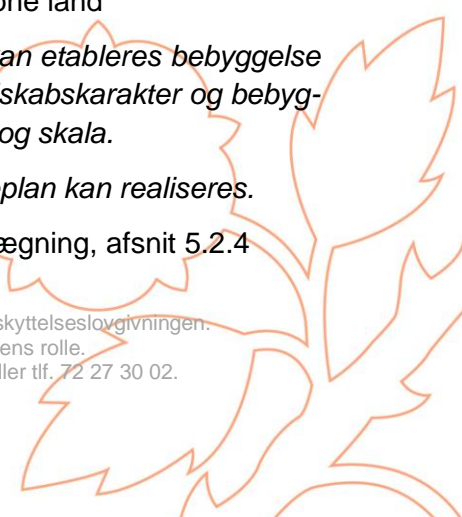 one land
an etableres bebyggelse
skabskarakter og bebyg-
og skala.
plan kan realiseres.
ægning, afsnit 5.2.4
skyttelseslovgivningen.
ens rolle.
ller tlf. 72 27 30 02.